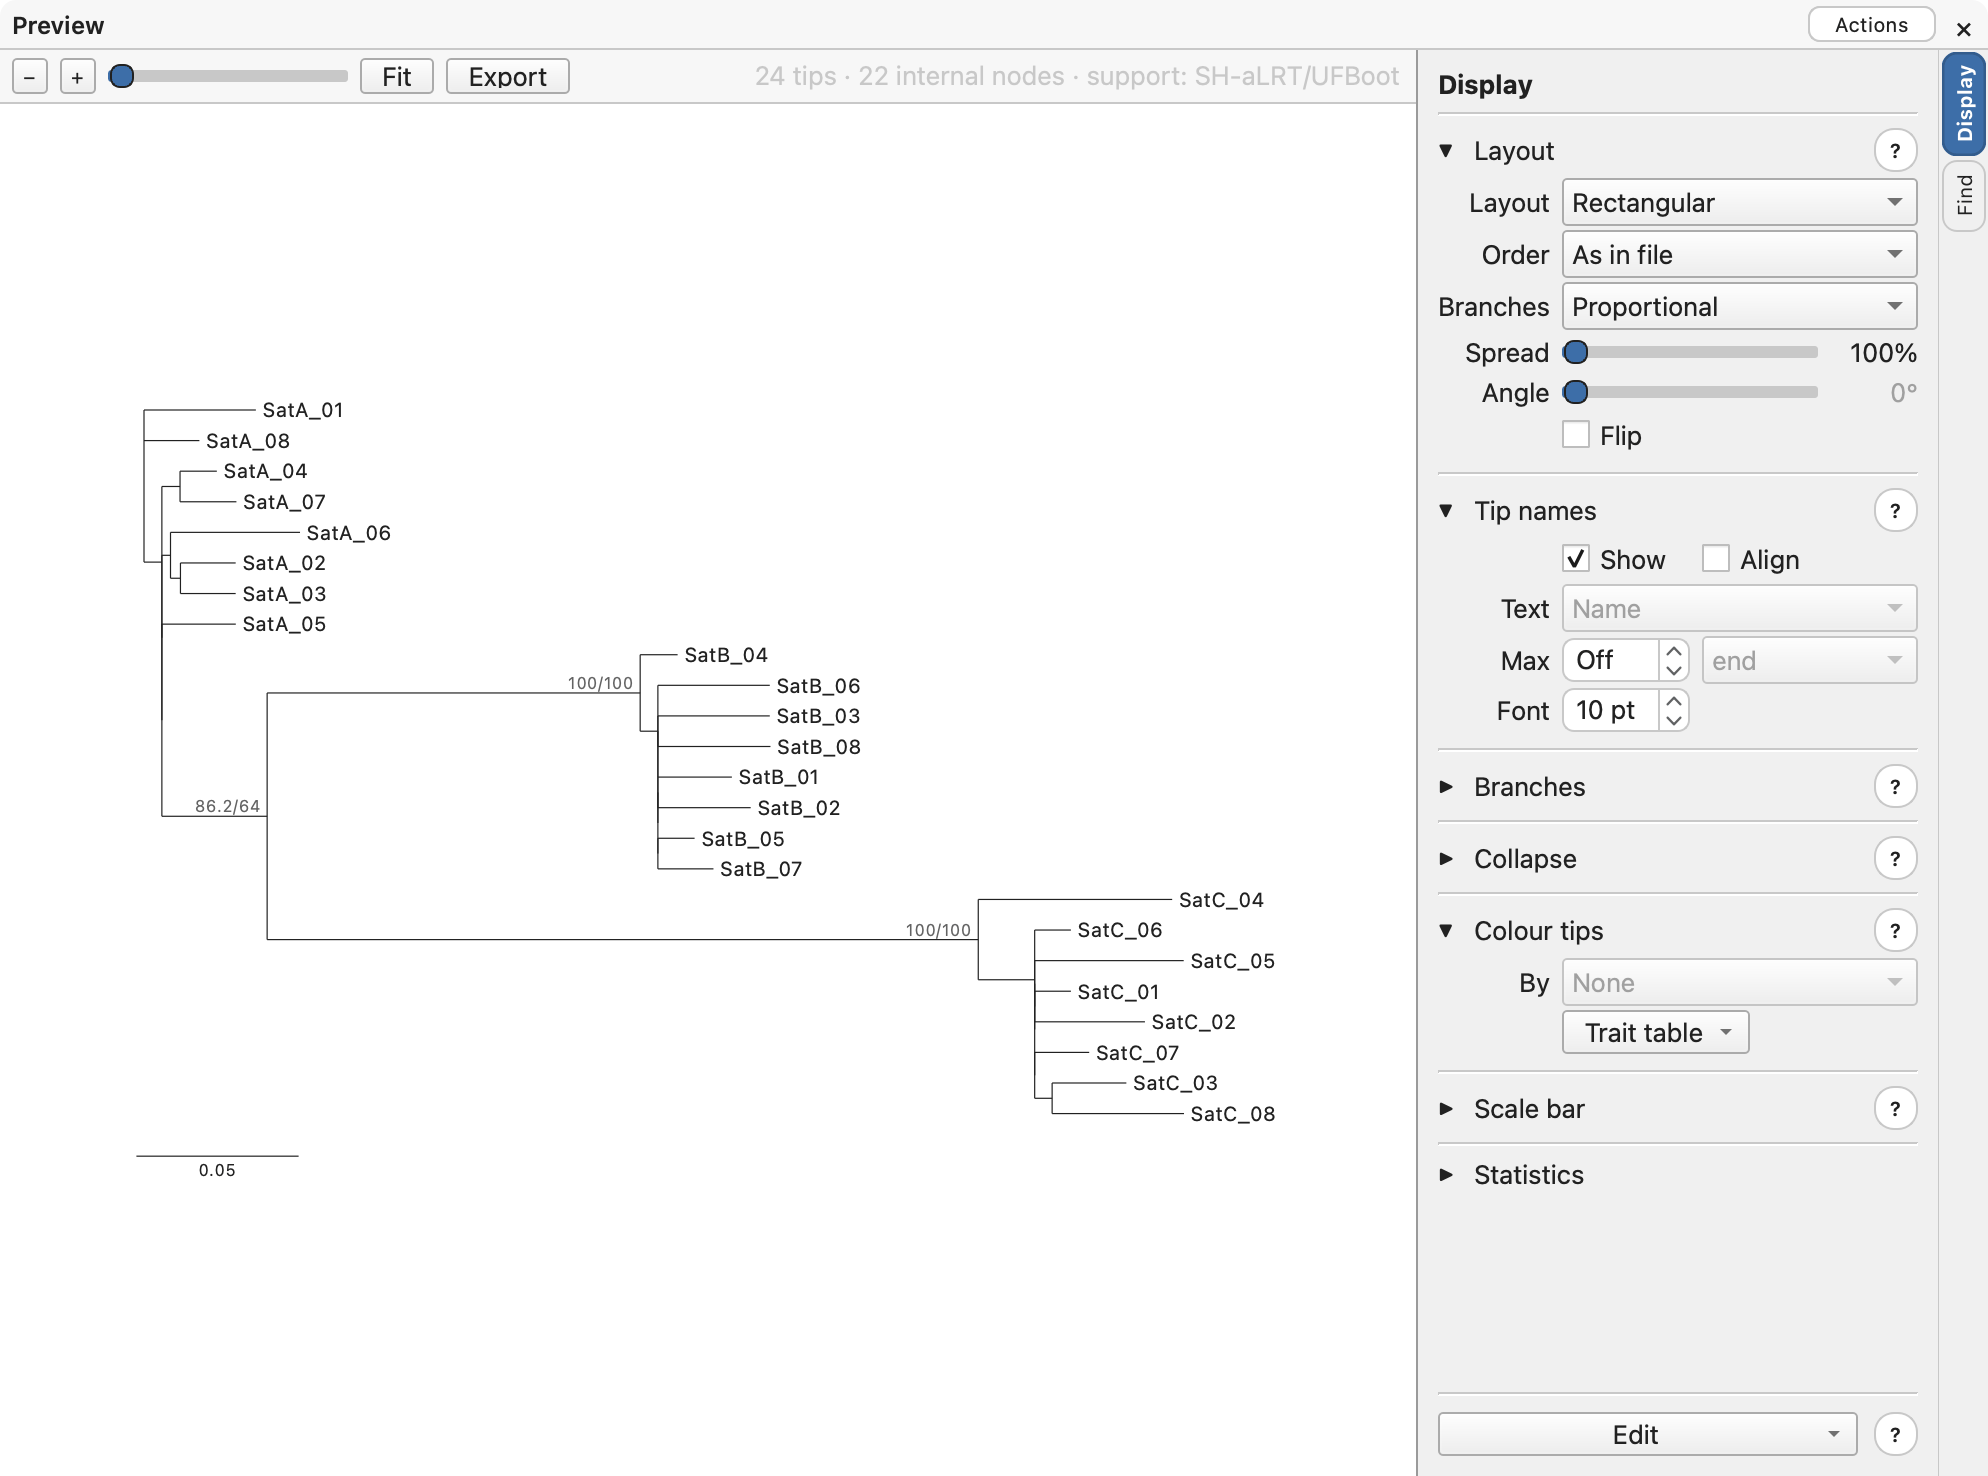 Preview
Actions
×
−
+
Fit
Export
24 tips · 22 internal nodes · support: SH-aLRT/UFBoot
SatA_01
SatA_08
SatA_04
SatA_07
SatA_06
SatA_02
SatA_03
SatA_05
SatB_04
100/100
SatB_06
SatB_03
SatB_08
SatB_01
86.2/64
SatB_02
SatB_05
SatB_07
SatC_04
100/100
SatC_06
SatC_05
SatC_01
SatC_02
SatC_07
SatC_03
SatC_08
0.05
Display
Layout
?
Layout
Rectangular
Order
As in file
Branches
Proportional
Spread
100%
Angle
0°
Flip
Tip names
?
Show
Align
Text
Name
Max
Off
end
Font
10 pt
Branches
?
Collapse
?
Colour tips
?
By
None
Trait table
Scale bar
?
Statistics
Edit
?
Display
Find